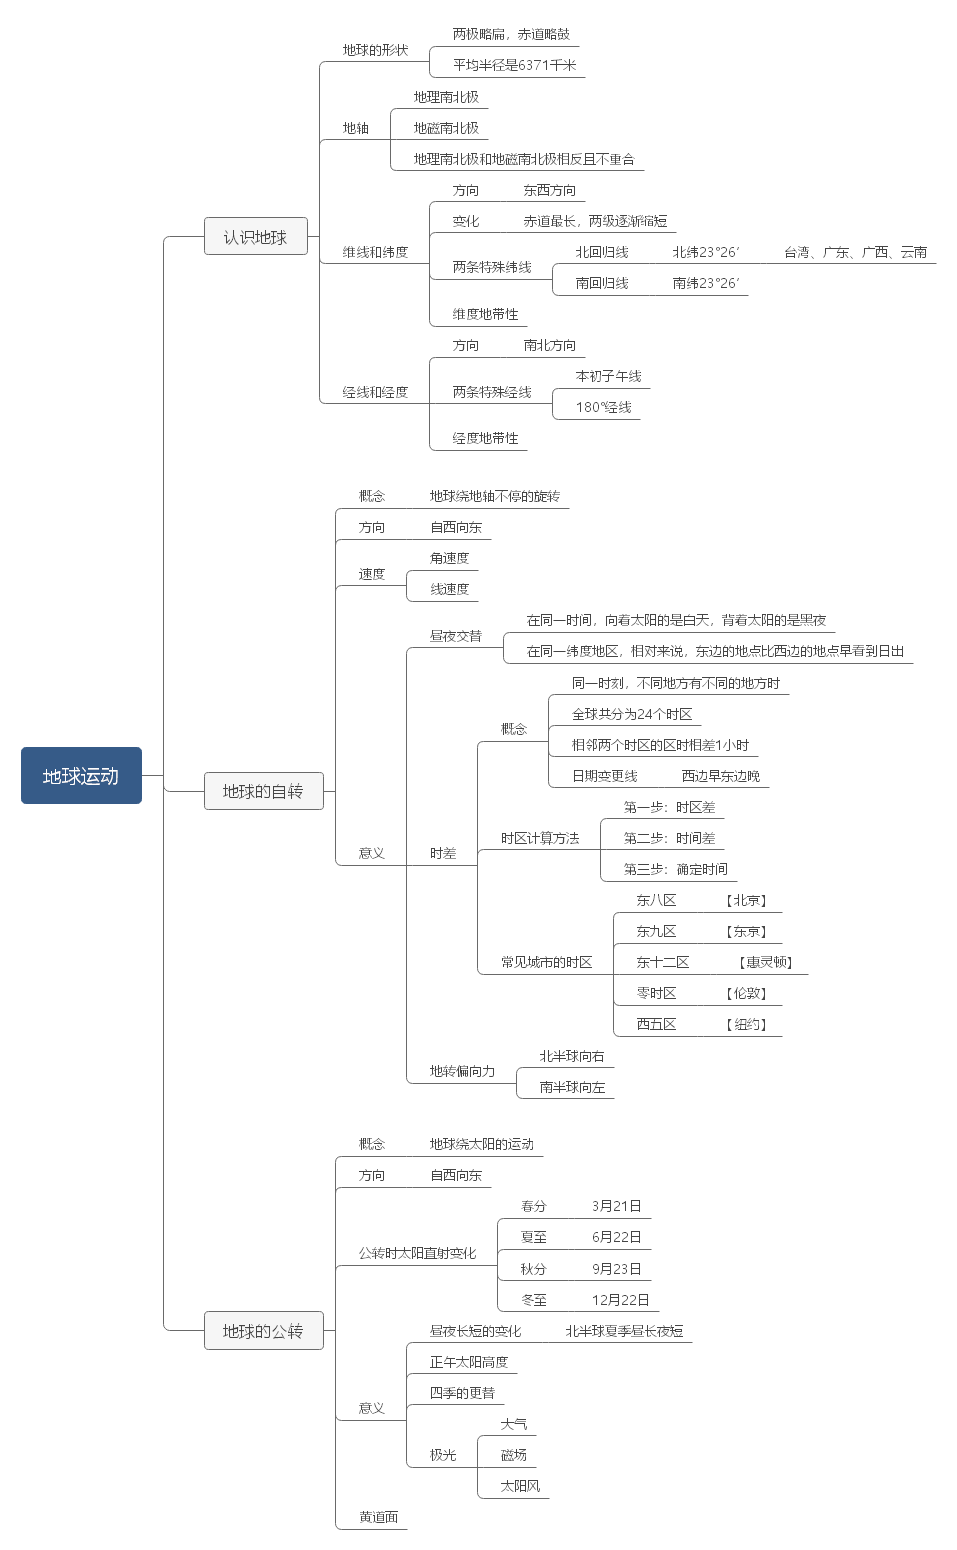 地球运动
认识地球
地球的形状
两极略扁，赤道略鼓
平均半径是6371千米
地轴
地理南北极
地磁南北极
地理南北极和地磁南北极相反且不重合
维线和纬度
方向
东西方向
变化
赤道最长，两级逐渐缩短
两条特殊纬线
北回归线
北纬23°26′
台湾、广东、广西、云南
南回归线
南纬23°26′
维度地带性
经线和经度
方向
南北方向
两条特殊经线
本初子午线
180°经线
经度地带性
地球的自转
概念
地球绕地轴不停的旋转
方向
自西向东
速度
角速度
线速度
意义
昼夜交替
在同一时间，向着太阳的是白天，背着太阳的是黑夜
在同一纬度地区，相对来说，东边的地点比西边的地点早看到日出
时差
概念
同一时刻，不同地方有不同的地方时
全球共分为24个时区
相邻两个时区的区时相差1小时
日期变更线
西边早东边晚
时区计算方法
第一步：时区差
第二步：时间差
第三步：确定时间
常见城市的时区
东八区
【北京】
东九区
【东京】
东十二区
【惠灵顿】
零时区
【伦敦】
西五区
【纽约】
地转偏向力
北半球向右
南半球向左
地球的公转
概念
地球绕太阳的运动
方向
自西向东
公转时太阳直射变化
春分
3月21日
夏至
6月22日
秋分
9月23日
冬至
12月22日
意义
昼夜长短的变化
北半球夏季昼长夜短
正午太阳高度
四季的更替
极光
大气
磁场
太阳风
黄道面